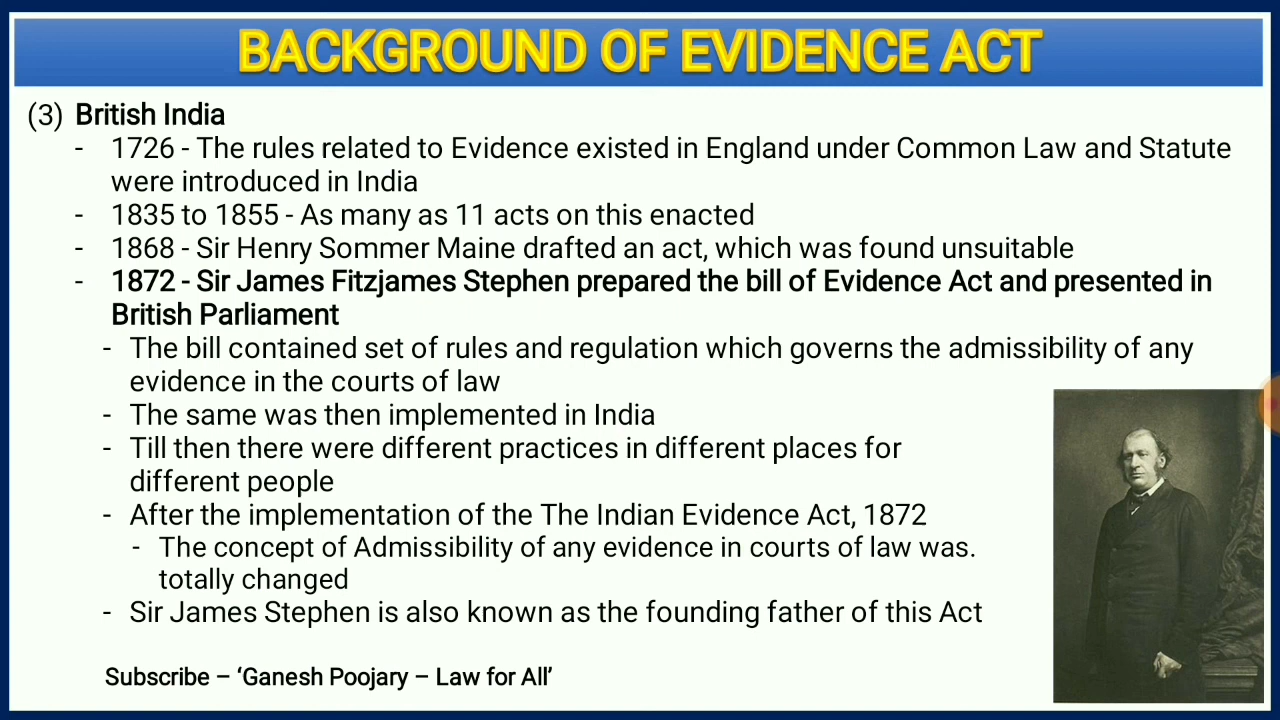 BACKGROUND OF EVIDENCE ACT
(3) British India
- 1726 - The rules related to Evidence existed in England under Common Law and Statute
were introduced in India
- 1835 to 1855 - As many as 11 acts on this enacted
- 1868 - Sir Henry Sommer Maine drafted an act, which was found unsuitable
- 1872 - Sir James Fitzjames Stephen prepared the bill of Evidence Act and presented in
British Parliament
- The bill contained set of rules and regulation which governs the admissibility of any
evidence in the courts of law
- The same was then implemented in India
- Till then there were different practices in different places for
different people
- After the implementation of the The Indian Evidence Act, 1872
- The concept of Admissibility of any evidence in courts of law was.
totally changed
- Sir James Stephen is also known as the founding father of this Act
Subscribe – ‘Ganesh Poojary – Law for All’